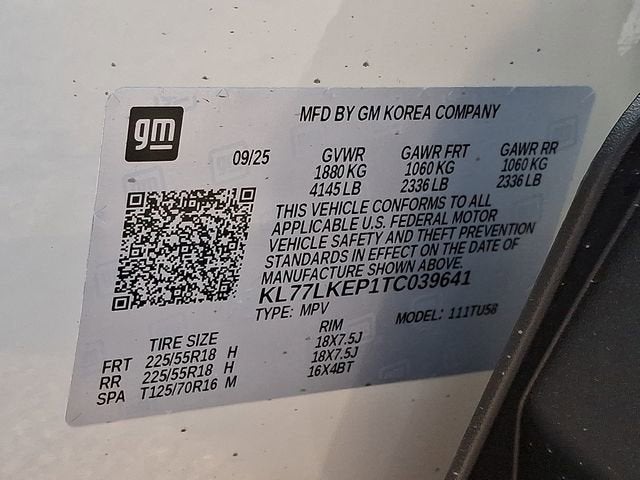 gm
MFD BY GM KOREA COMPANY
09/25 GVWR GAWR FRT GAWR RR
1880 KG 1060 KG 1060 KG
4145 LB 2336 LB 2336 LB
THIS VEHICLE CONFORMS TO ALL
APPLICABLE U.S. FEDERAL MOTOR
VEHICLE SAFETY AND THEFT PREVENTION
STANDARDS IN EFFECT ON THE DATE OF
MANUFACTURE SHOWN ABOVE.
KL77LKEP1TC039641
TYPE: MPV MODEL: 111TU58
TIRE SIZE RIM
FRT 225/55R18 H 18X7.5J
RR 225/55R18 H 18X7.5J
SPA T125/70R16 M 16X4BT